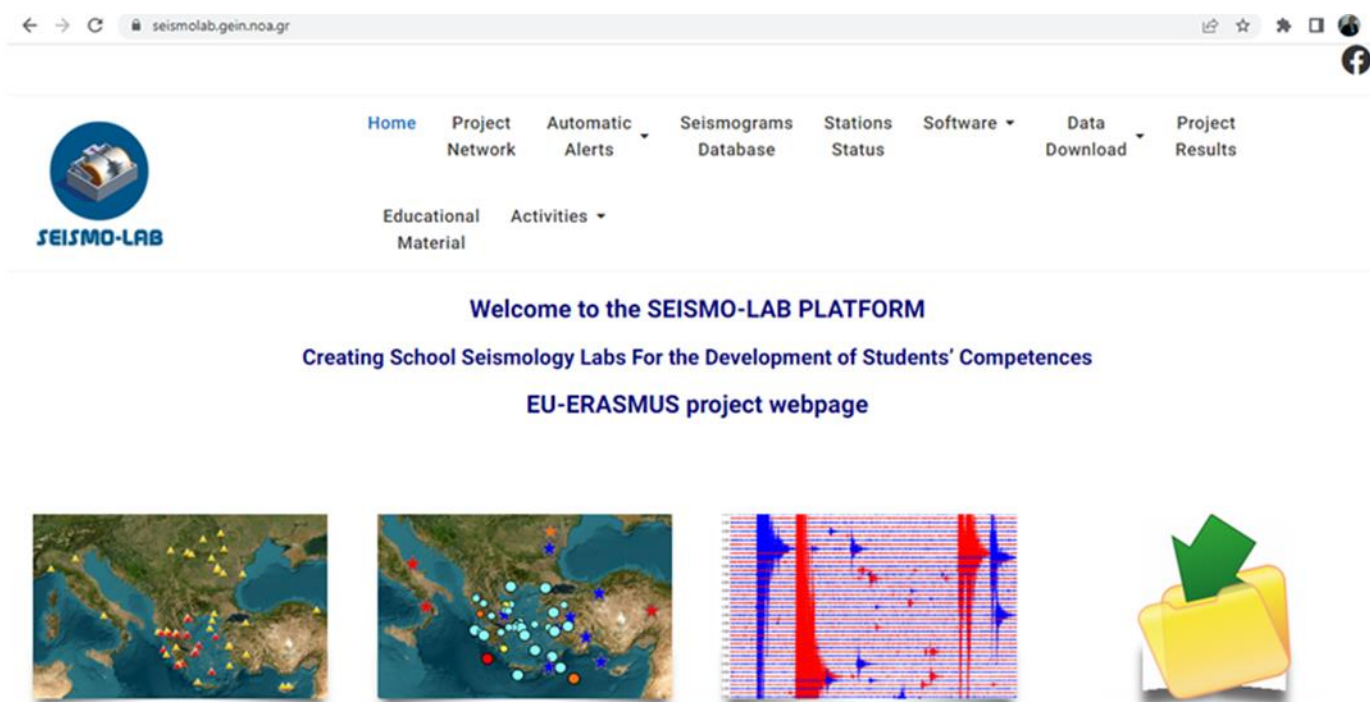 seismolab.gein.noa.gr
Home
Project
Network
Automatic
Alerts
Seismograms
Database
Stations
Status
Software
Data
Download
Project
Results
Educational
Material
Activities
SEISMO-LAB
Welcome to the SEISMO-LAB PLATFORM
Creating School Seismology Labs For the Development of Students’ Competences
EU-ERASMUS project webpage